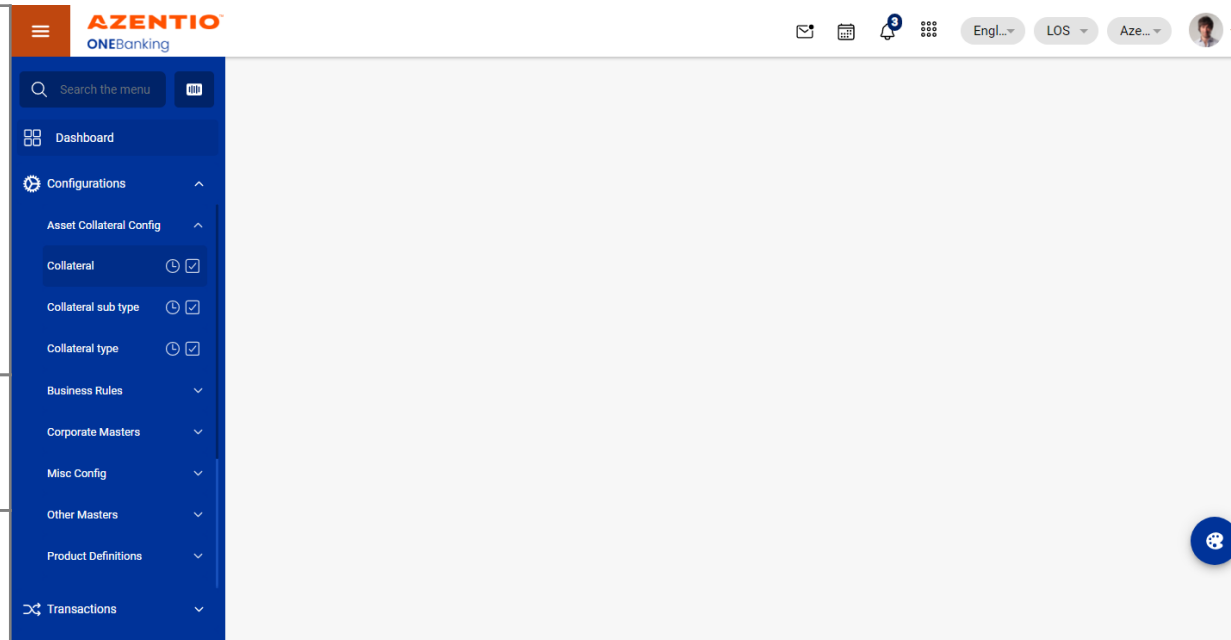 AZENTIO
ONEBanking
3
Engl...
LOS
Aze...
Search the menu
Dashboard
Configurations
Asset Collateral Config
Collateral
Collateral sub type
Collateral type
Business Rules
Corporate Masters
Misc Config
Other Masters
Product Definitions
Transactions